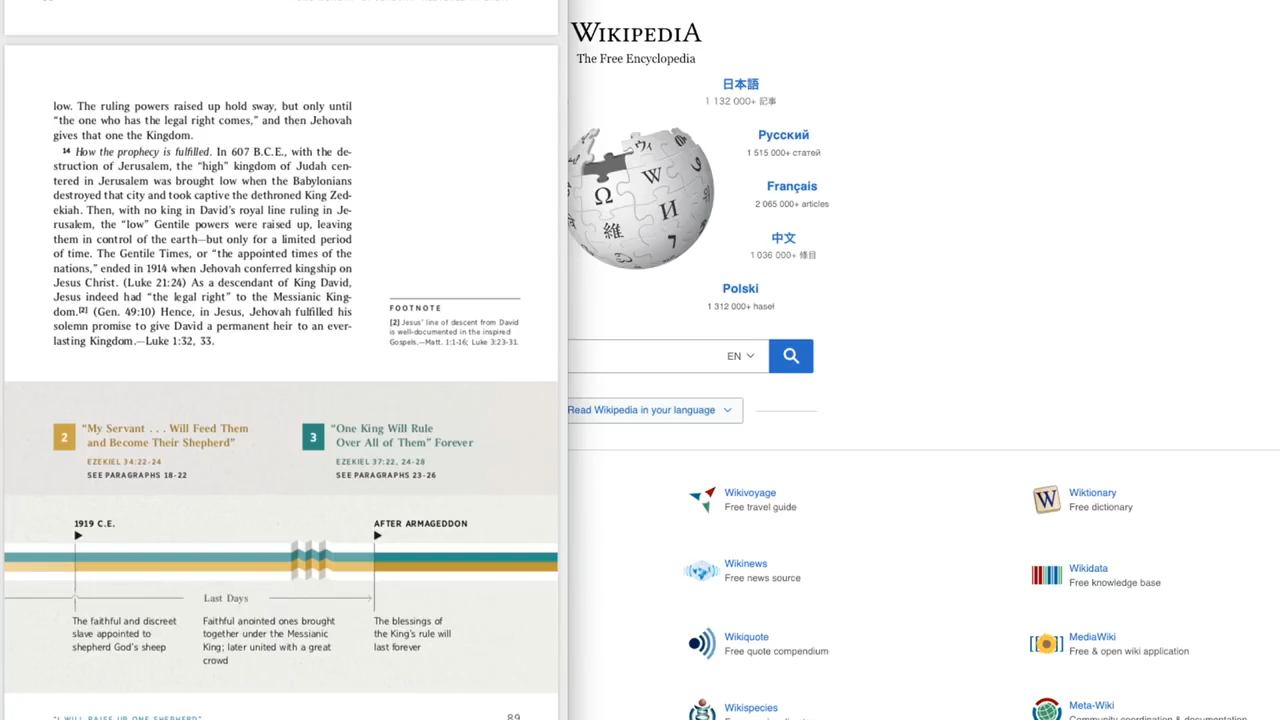 low. The ruling powers raised up hold sway, but only until
“the one who has the legal right comes,” and then Jehovah
gives that one the Kingdom.
14 How the prophecy is fulfilled. In 607 B.C.E., with the de-
struction of Jerusalem, the “high” kingdom of Judah cen-
tered in Jerusalem was brought low when the Babylonians
destroyed that city and took captive the dethroned King Zed-
ekiah. Then, with no king in David’s royal line ruling in Je-
rusalem, the “low” Gentile powers were raised up, leaving
them in control of the earth—but only for a limited period
of time. The Gentile Times, or “the appointed times of the
nations,” ended in 1914 when Jehovah conferred kingship on
Jesus Christ. (Luke 21:24) As a descendant of King David,
Jesus indeed had “the legal right” to the Messianic King-
dom.[2] (Gen. 49:10) Hence, in Jesus, Jehovah fulfilled his
solemn promise to give David a permanent heir to an ever-
lasting Kingdom.—Luke 1:32, 33.
FOOTNOTE
[2] Jesus’ line of descent from David
is well-documented in the inspired
Gospels.—Matt. 1:1-16; Luke 3:23-31.
2
“My Servant . . . Will Feed Them
and Become Their Shepherd”
EZEKIEL 34:22-24
SEE PARAGRAPHS 18-22
3
“One King Will Rule
Over All of Them” Forever
EZEKIEL 37:22, 24-28
SEE PARAGRAPHS 23-26
1919 C.E.
AFTER ARMAGEDDON
Last Days
The faithful and discreet
slave appointed to
shepherd God’s sheep
Faithful anointed ones brought
together under the Messianic
King; later united with a great
crowd
The blessings of
the King’s rule will
last forever
“I WILL RAISE UP ONE SHEPHERD”
89
WIKIPEDIA
The Free Encyclopedia
日本語
1 132 000+ 記事
Русский
1 515 000+ статей
Français
2 065 000+ articles
中文
1 036 000+ 條目
Polski
1 312 000+ haseł
Ω
W
И
維
EN
Read Wikipedia in your language
Wikivoyage
Free travel guide
Wiktionary
Free dictionary
Wikinews
Free news source
Wikidata
Free knowledge base
Wikiquote
Free quote compendium
MediaWiki
Free & open wiki application
Wikispecies
Meta-Wiki
Community coordination & documentation